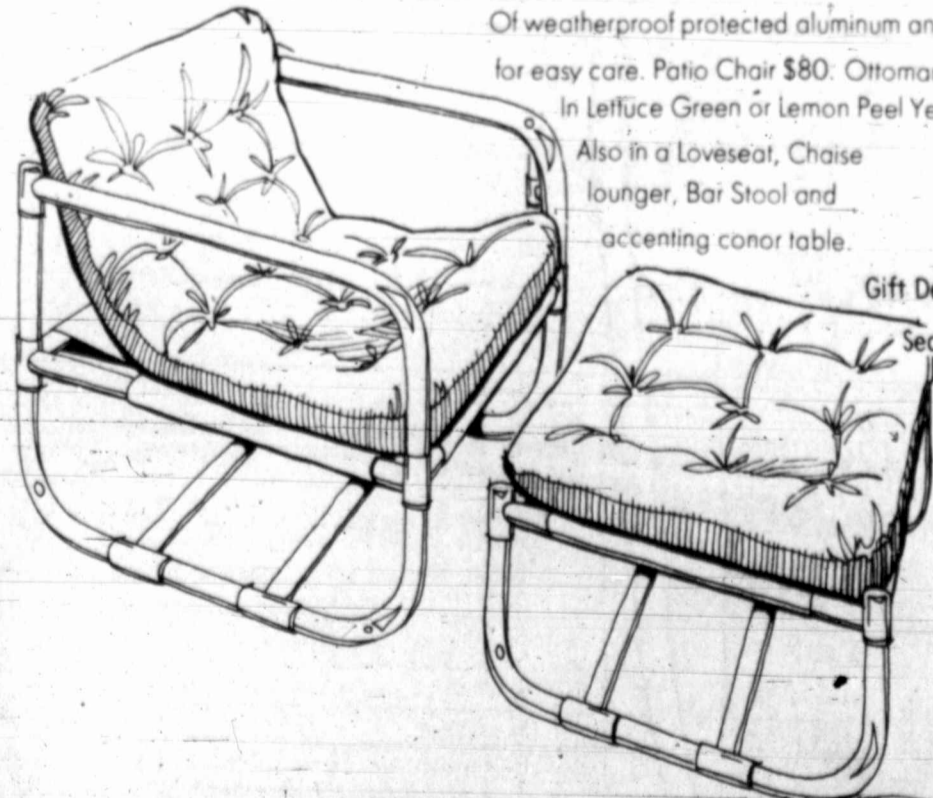 Of weatherproof protected aluminum an
for easy care. Patio Chair $80. Ottoman
In Lettuce Green or Lemon Peel Ye
Also in a Loveseat, Chaise
lounger, Bar Stool and
accenting conor table.
Gift De
Sec